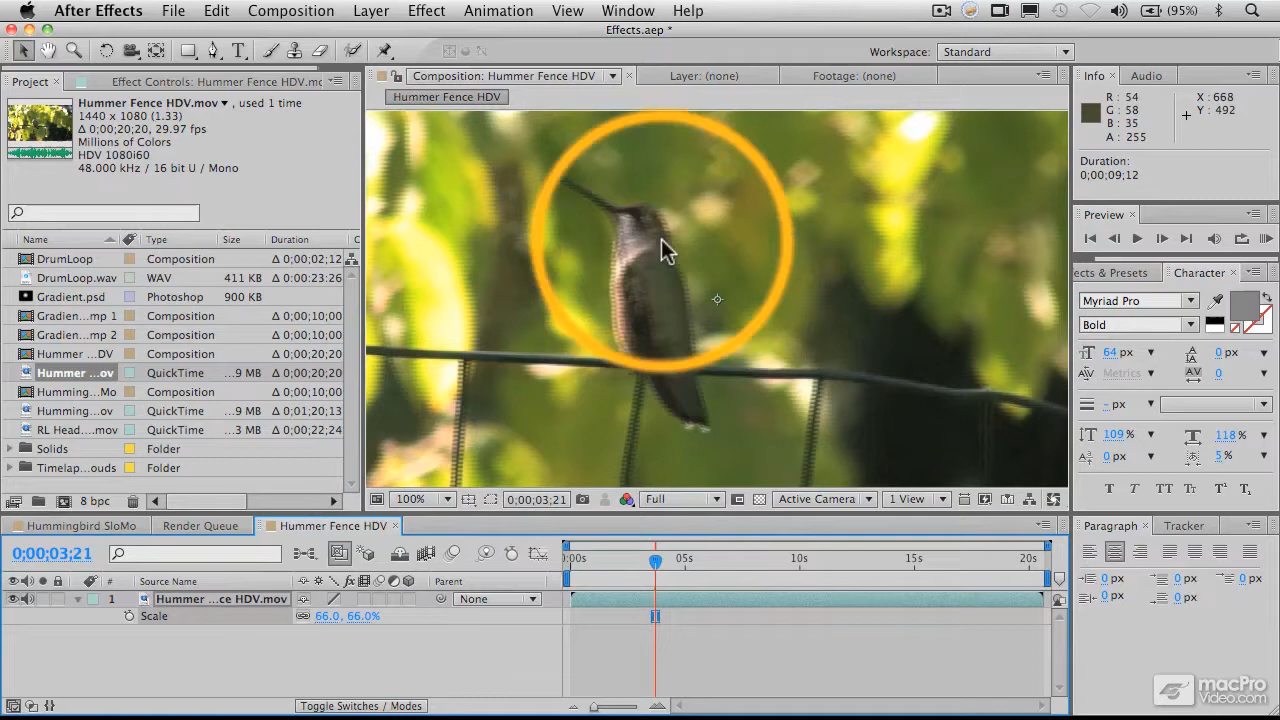 After Effects File Edit Composition Layer Effect Animation View Window Help (95%)
Effects.aep *
Workspace: Standard
Project Effect Controls: Hummer Fence HDV.mc
Composition: Hummer Fence HDV Layer: (none) Footage: (none)
Info Audio
Hummer Fence HDV.mov ▼, used 1 time
1440 x 1080 (1.33)
Δ 0;00;20;20, 29.97 fps
Millions of Colors
HDV 1080i60
48.000 kHz / 16 bit U / Mono
Hummer Fence HDV
R : 54 X : 668
G : 58 Y : 492
B : 35
A : 255
Duration:
0;00;09;12
Preview
Name Type Size Duration C
DrumLoop Composition 0;00;02;12
DrumLoop.wav WAV 411 KB 0;00:23:26
Gradient.psd Photoshop 900 KB
Gradien...mp 1 Composition 0;00;10;00
Gradien...mp 2 Composition 0;00;10;00
Hummer ...DV Composition 0;00;20;20
Hummer ...ov QuickTime ...9 MB 0;00;20;20
Humming...Mo Composition 0;00;10;00
Humming...ov QuickTime ...9 MB 0;01;20;13
RL Head....mov QuickTime ...3 MB 0;00;22;24
Solids Folder
Timelap...ouds Folder
8 bpc
ects & Presets Character
Myriad Pro
Bold
64 px 0 px
Metrics 0
- px
109 % 118 %
0 px 5 %
T T TT Tt T¹ T₁
100% 0;00;03;21 Full Active Camera 1 View
Hummingbird SloMo Render Queue Hummer Fence HDV
Paragraph Tracker
0;00;03;21
:00s 05s 10s 15s 20s
# Source Name Parent
1 Hummer ...ce HDV.mov None
Scale 66.0, 66.0%
0 px 0 px 0 px
0 px 0 px
Toggle Switches / Modes
macPro
Video.com